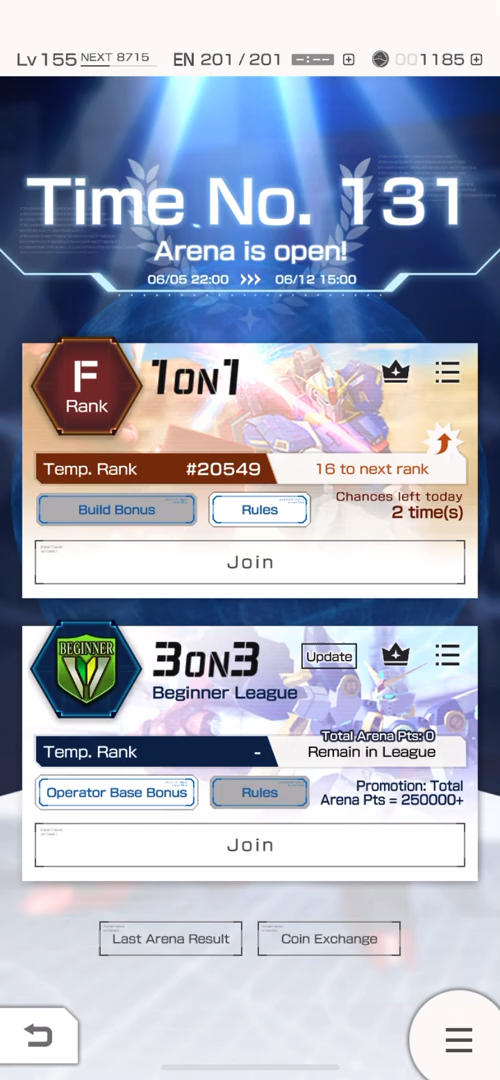 Lv 155 NEXT 8715 EN 201 / 201 -:-- 001185
Time No. 131
Arena is open!
06/05 22:00 >>> 06/12 15:00
F
Rank
1ON1
Temp. Rank #20549 16 to next rank
Chances left today
2 time(s)
Build Bonus Rules
Join
BEGINNER
3ON3 Update
Beginner League
Total Arena Pts: 0
Temp. Rank - Remain in League
Operator Base Bonus Rules
Promotion: Total
Arena Pts = 250000+
Join
Last Arena Result Coin Exchange